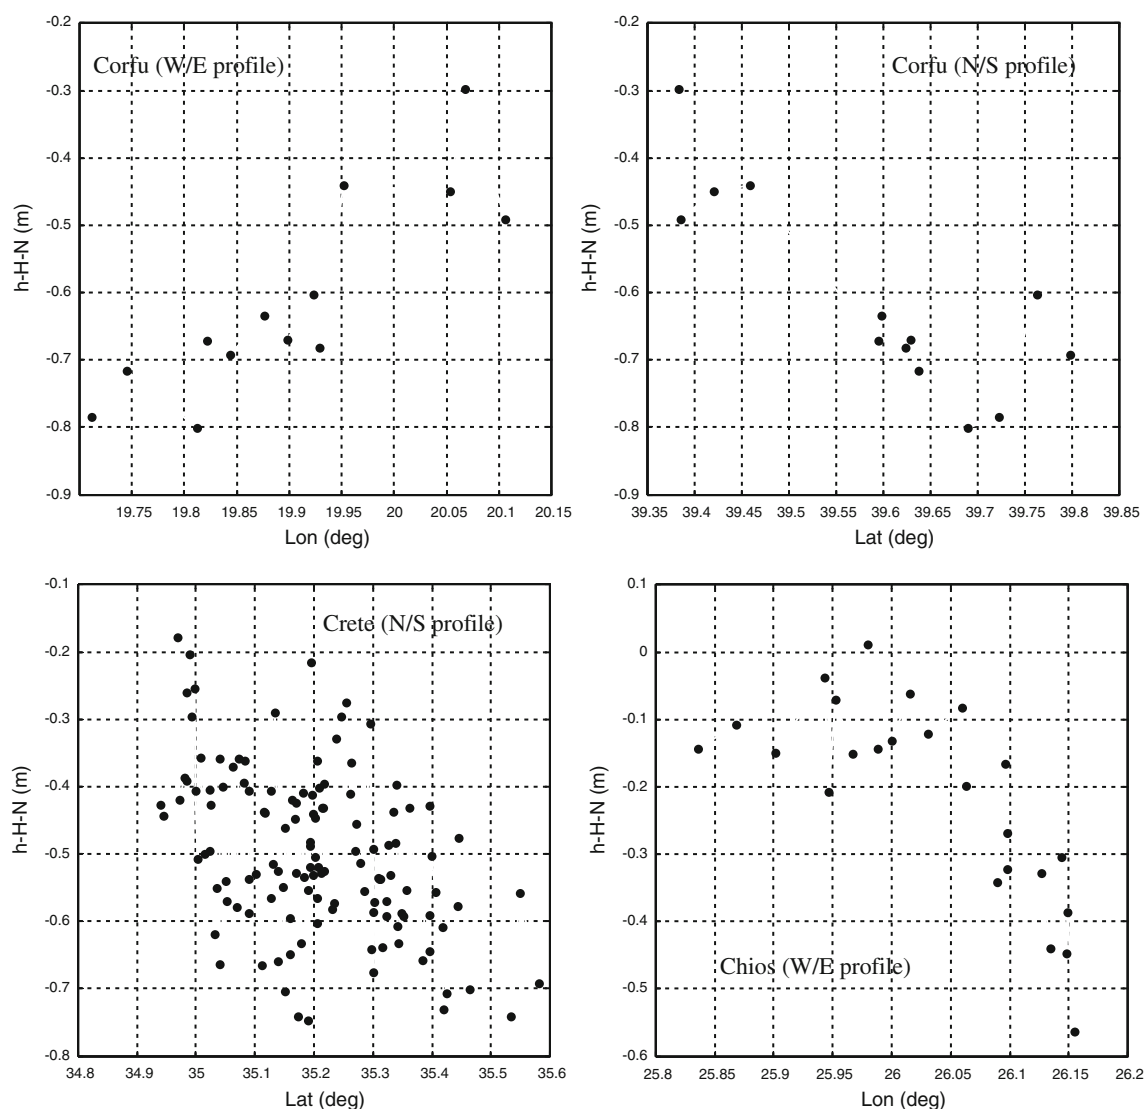 Corfu (W/E profile)
-0.2
-0.3
-0.4
-0.5
-0.6
-0.7
-0.8
-0.9
h-H-N (m)
19.75 19.8 19.85 19.9 19.95 20 20.05 20.1 20.15
Lon (deg)
Corfu (N/S profile)
-0.2
-0.3
-0.4
-0.5
-0.6
-0.7
-0.8
-0.9
h-H-N (m)
39.35 39.4 39.45 39.5 39.55 39.6 39.65 39.7 39.75 39.8 39.85
Lat (deg)
Crete (N/S profile)
-0.1
-0.2
-0.3
-0.4
-0.5
-0.6
-0.7
-0.8
h-H-N (m)
34.8 34.9 35 35.1 35.2 35.3 35.4 35.5 35.6
Lat (deg)
0.1
0
-0.1
-0.2
-0.3
-0.4
-0.5
-0.6
h-H-N (m)
Chios (W/E profile)
25.8 25.85 25.9 25.95 26 26.05 26.1 26.15 26.2
Lon (deg)